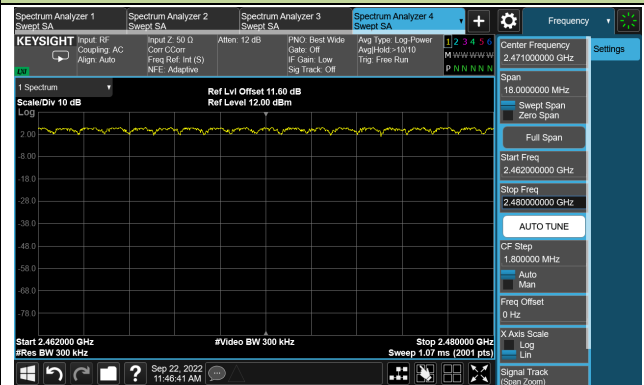 Spectrum Analyzer 1
Swept SA
Spectrum Analyzer 2
Swept SA
Spectrum Analyzer 3
Swept SA
Spectrum Analyzer 4
Swept SA
Frequency
KEYSIGHT
Input: RF
Coupling: AC
Align: Auto
Input Z: 50 Ω
Corr CCorr
Freq Ref: Int (S)
NFE: Adaptive
Atten: 12 dB
PNO: Best Wide
Gate: Off
IF Gain: Low
Sig Track: Off
Avg Type: Log-Power
Avg|Hold:>10/10
Trig: Free Run
1 2 3 4 5 6
M W W W W W
P N N N N N
LXI
1 Spectrum
Scale/Div 10 dB
Ref Lvl Offset 11.60 dB
Ref Level 12.00 dBm
Log
2.00
-8.00
-18.0
-28.0
-38.0
-48.0
-58.0
-68.0
-78.0
Start 2.462000 GHz
#Res BW 300 kHz
#Video BW 300 kHz
Stop 2.480000 GHz
Sweep 1.07 ms (2001 pts)
Sep 22, 2022
11:46:41 AM
Center Frequency
2.471000000 GHz
Settings
Span
18.0000000 MHz
Swept Span
Zero Span
Full Span
Start Freq
2.462000000 GHz
Stop Freq
2.480000000 GHz
AUTO TUNE
CF Step
1.800000 MHz
Auto
Man
Freq Offset
0 Hz
X Axis Scale
Log
Lin
Signal Track
(Span Zoom)